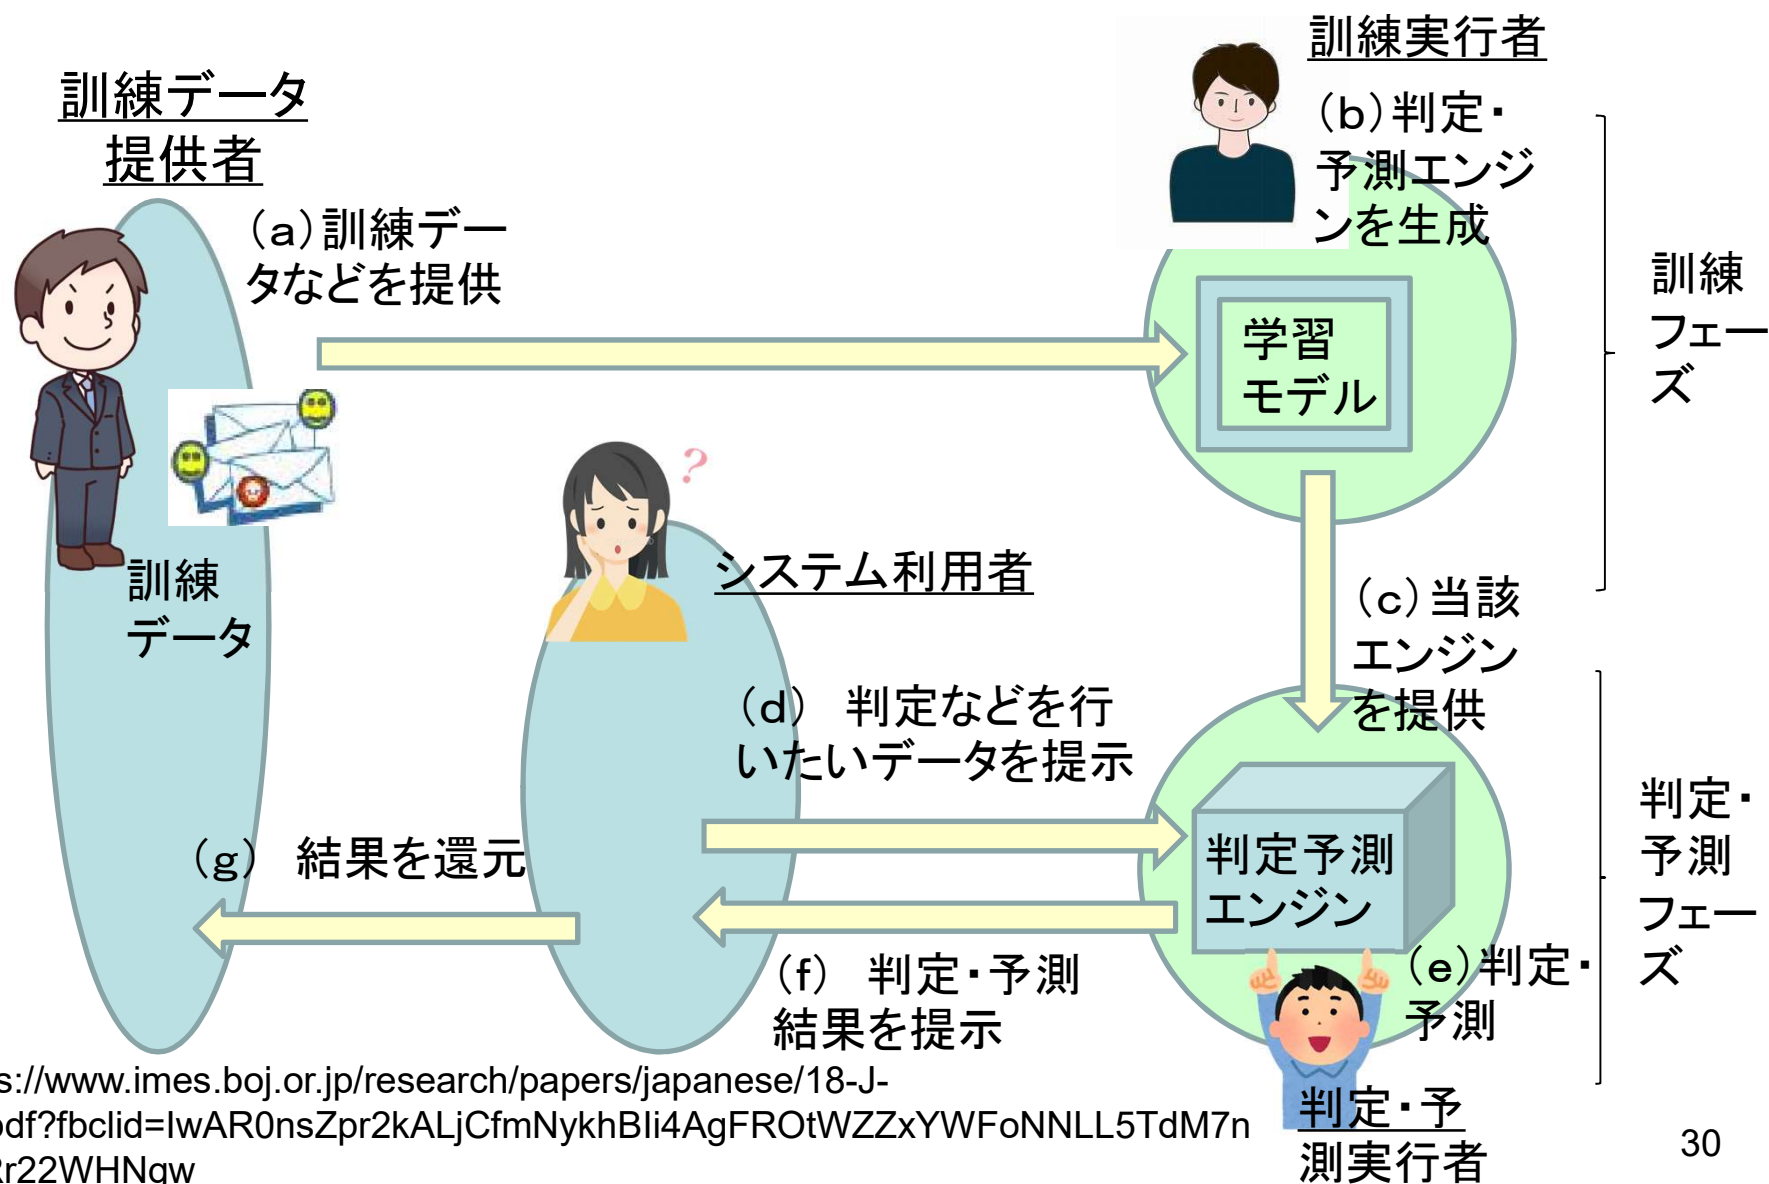 訓練データ
提供者
(a)訓練デー
タなどを提供
訓練
データ
訓練実行者
(b)判定・
予測エンジ
ンを生成
学習
モデル
訓練
フェー
ズ
?
システム利用者
(c)当該
エンジン
を提供
(d) 判定などを行
いたいデータを提示
判定予測
エンジン
(e)判定・
予測
(f) 判定・予測
結果を提示
(g) 結果を還元
判定・
予測
フェー
ズ
判定・予
測実行者
s://www.imes.boj.or.jp/research/papers/japanese/18-J-
pdf?fbclid=IwAR0nsZpr2kALjCfmNykhBIi4AgFROtWZZxYWFoNNLL5TdM7n
Rr22WHNgw
30